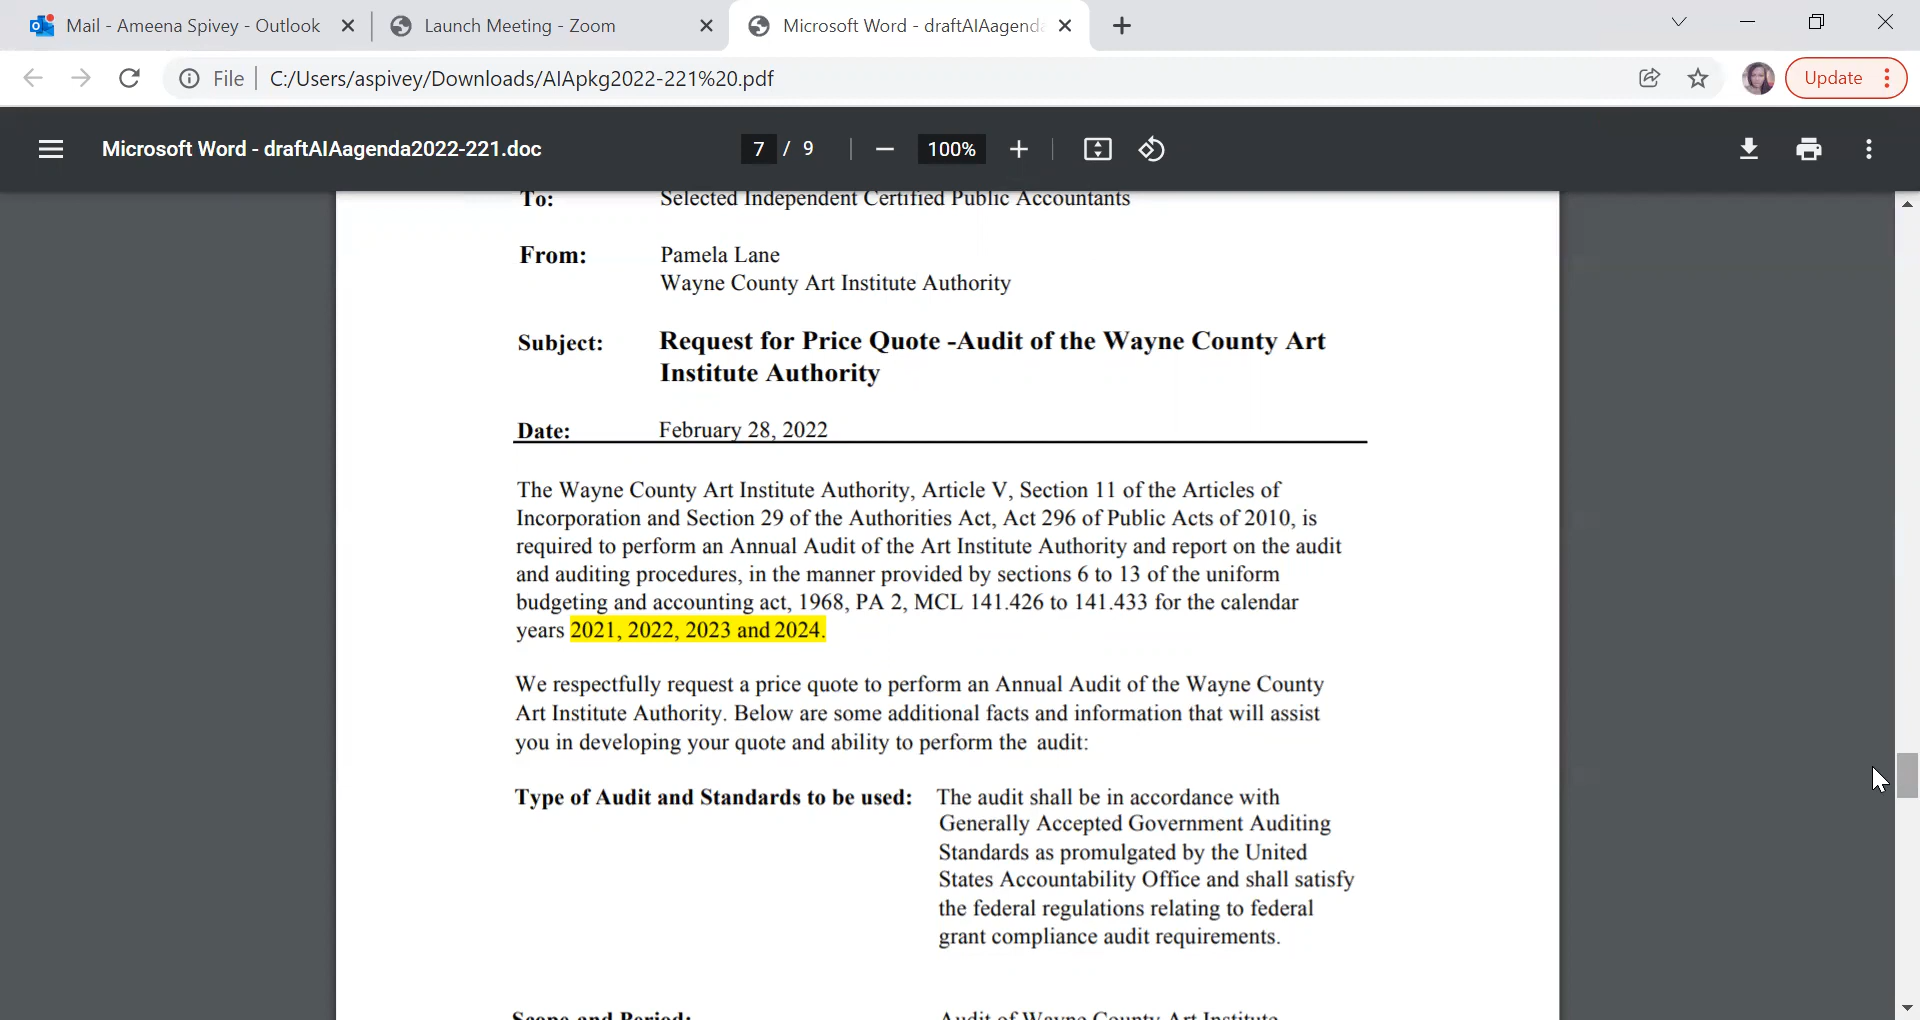 Mail - Ameena Spivey - Outlook
Launch Meeting - Zoom
Microsoft Word - draftAIAagenda
File
C:/Users/aspivey/Downloads/AIApkg2022-221%20.pdf
Update
Microsoft Word - draftAIAagenda2022-221.doc
7 / 9
100%
To: Selected Independent Certified Public Accountants
From: Pamela Lane
Wayne County Art Institute Authority
Subject: Request for Price Quote -Audit of the Wayne County Art
Institute Authority
Date: February 28, 2022
The Wayne County Art Institute Authority, Article V, Section 11 of the Articles of
Incorporation and Section 29 of the Authorities Act, Act 296 of Public Acts of 2010, is
required to perform an Annual Audit of the Art Institute Authority and report on the audit
and auditing procedures, in the manner provided by sections 6 to 13 of the uniform
budgeting and accounting act, 1968, PA 2, MCL 141.426 to 141.433 for the calendar
years 2021, 2022, 2023 and 2024.
We respectfully request a price quote to perform an Annual Audit of the Wayne County
Art Institute Authority. Below are some additional facts and information that will assist
you in developing your quote and ability to perform the audit:
Type of Audit and Standards to be used: The audit shall be in accordance with
Generally Accepted Government Auditing
Standards as promulgated by the United
States Accountability Office and shall satisfy
the federal regulations relating to federal
grant compliance audit requirements.
Scope and Period: Audit of Wayne County Art Institute